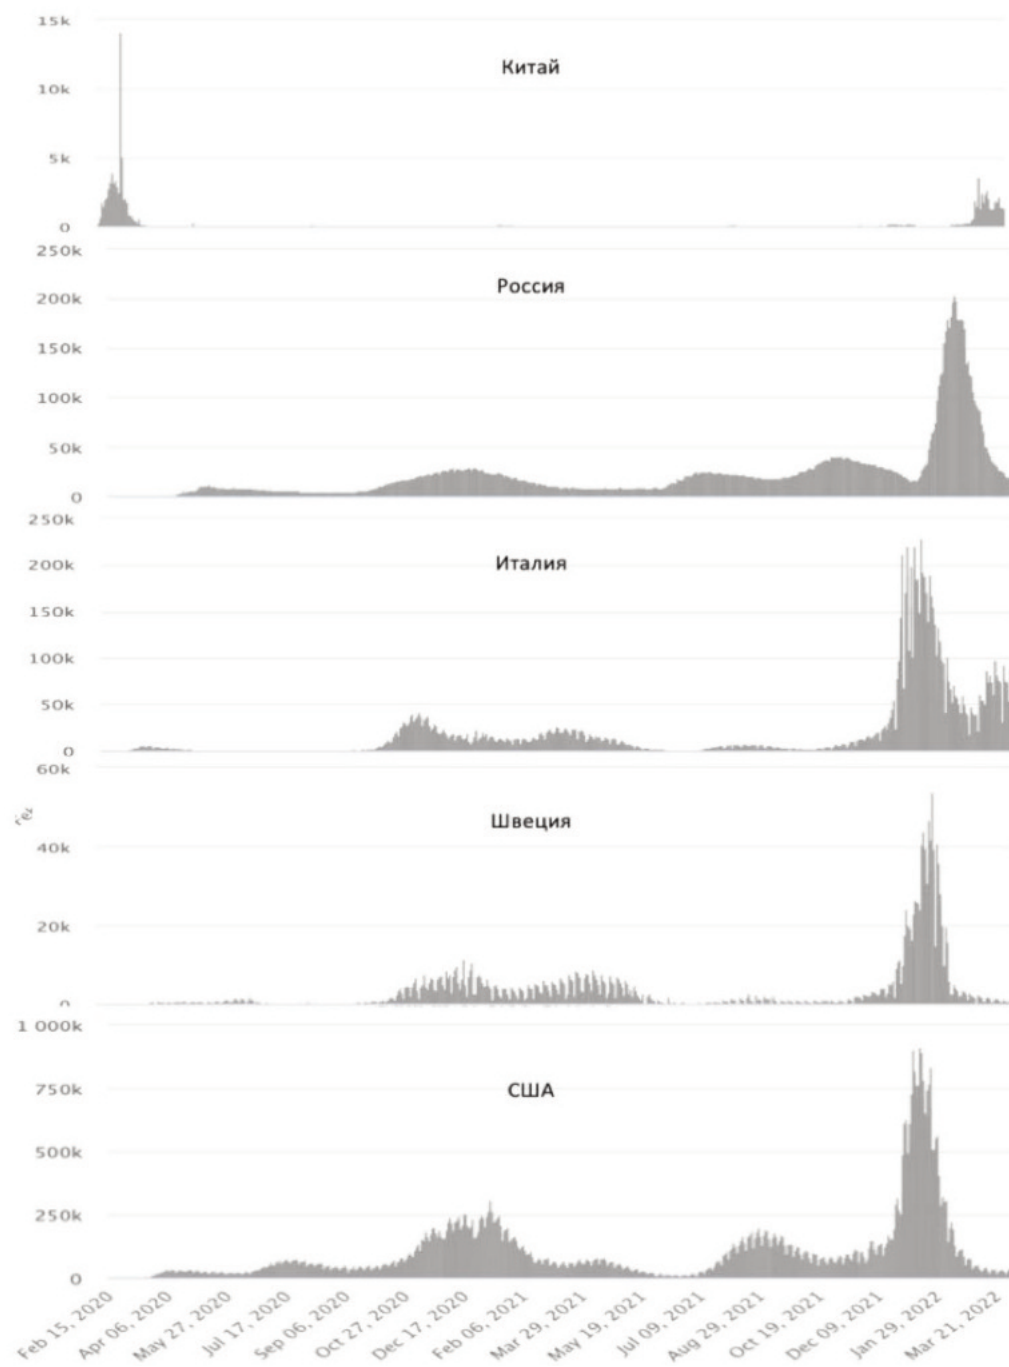 15k
Китай
10k
5k
0
250k
Россия
200k
150k
100k
50k
0
250k
Италия
200k
150k
100k
50k
0
60k
Швеция
40k
20k
0
1 000k
США
750k
500k
250k
0
Feb 15, 2020
Apr 06, 2020
May 27, 2020
Jul 17, 2020
Sep 06, 2020
Oct 27, 2020
Dec 17, 2020
Feb 06, 2021
Mar 29, 2021
May 19, 2021
Jul 09, 2021
Aug 29, 2021
Oct 19, 2021
Dec 09, 2021
Jan 29, 2022
Mar 21, 2022